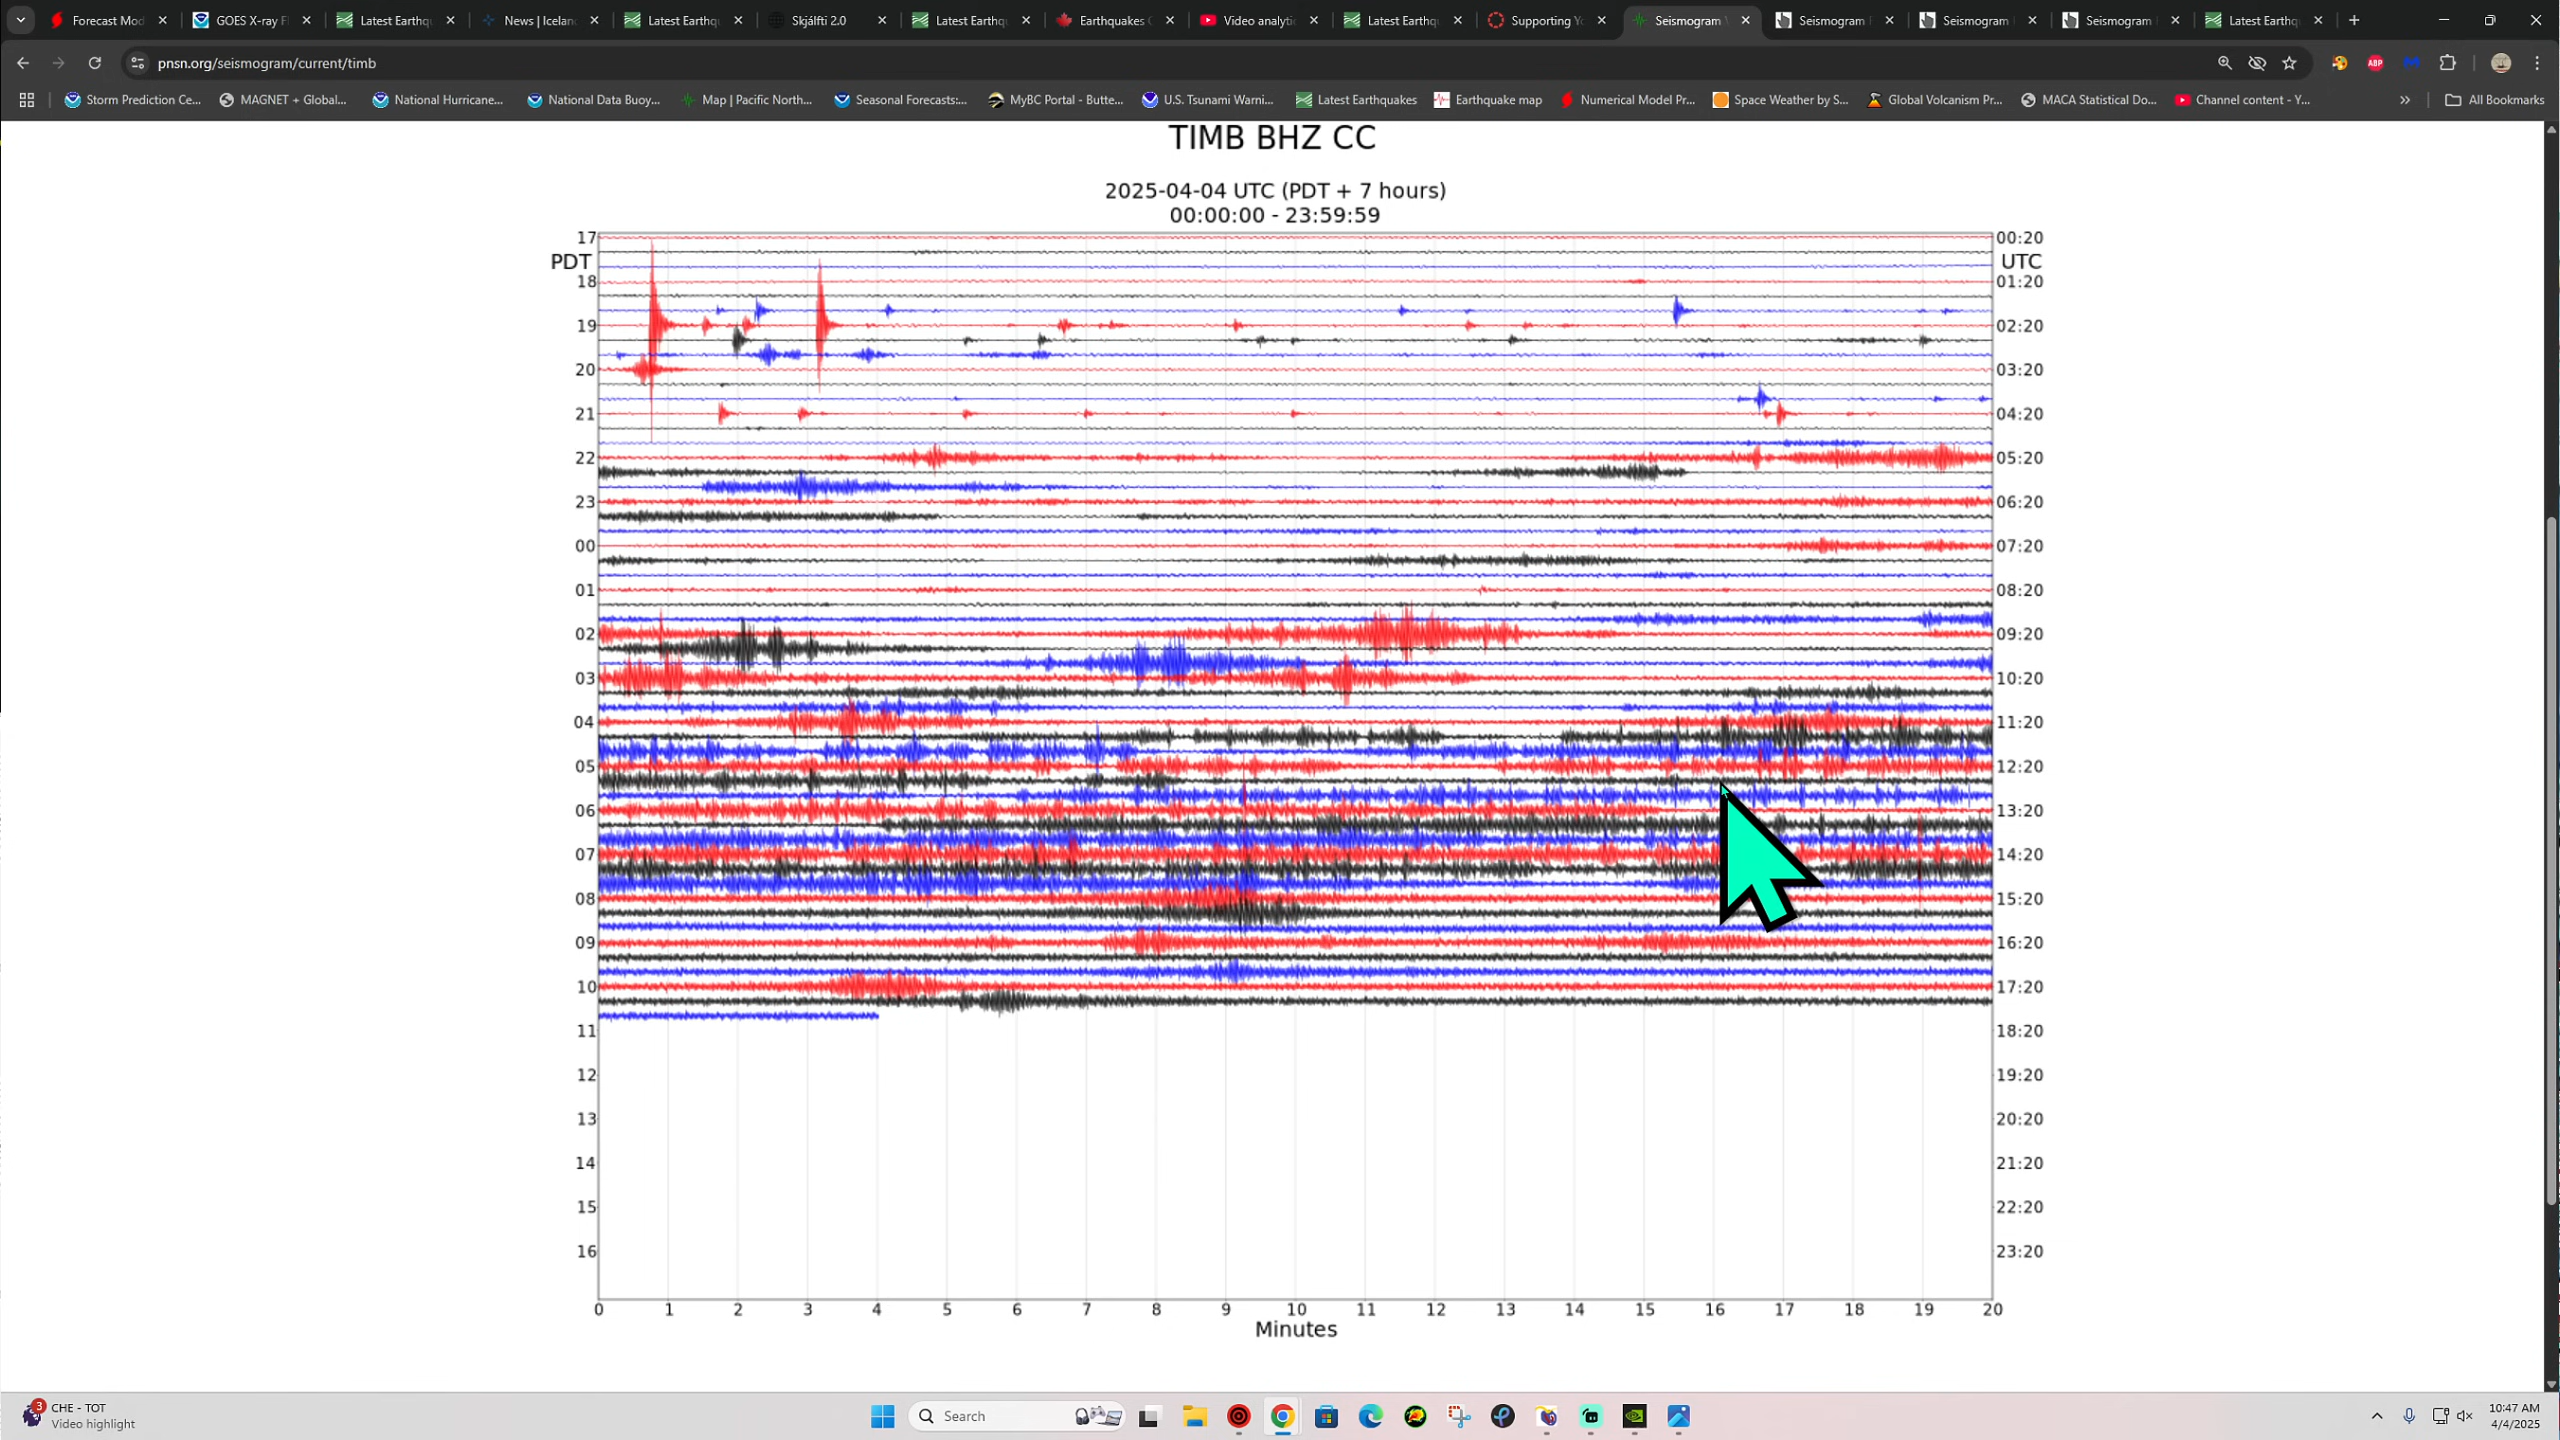 Forecast Mod
GOES X-ray Fl
Latest Earthqu
News | Icelan
Latest Earthqu
Skjálfti 2.0
Latest Earthqu
Earthquakes C
Video analytic
Latest Earthqu
Supporting Yo
Seismogram V
Seismogram
Seismogram
Seismogram
Latest Earthqu
pnsn.org/seismogram/current/timb
ABP
Storm Prediction Ce...
MAGNET + Global...
National Hurricane...
National Data Buoy...
Map | Pacific North...
Seasonal Forecasts:...
MyBC Portal - Butte...
U.S. Tsunami Warni...
Latest Earthquakes
Earthquake map
Numerical Model Pr...
Space Weather by S...
Global Volcanism Pr...
MACA Statistical Do...
Channel content - Y...
All Bookmarks
TIMB BHZ CC
2025-04-04 UTC (PDT + 7 hours)
00:00:00 - 23:59:59
17 00:20
PDT UTC
18 01:20
19 02:20
20 03:20
21 04:20
22 05:20
23 06:20
00 07:20
01 08:20
02 09:20
03 10:20
04 11:20
05 12:20
06 13:20
07 14:20
08 15:20
09 16:20
10 17:20
11 18:20
12 19:20
13 20:20
14 21:20
15 22:20
16 23:20
0 1 2 3 4 5 6 7 8 9 10 11 12 13 14 15 16 17 18 19 20
Minutes
3
CHE - TOT
Video highlight
Search
10:47 AM
4/4/2025